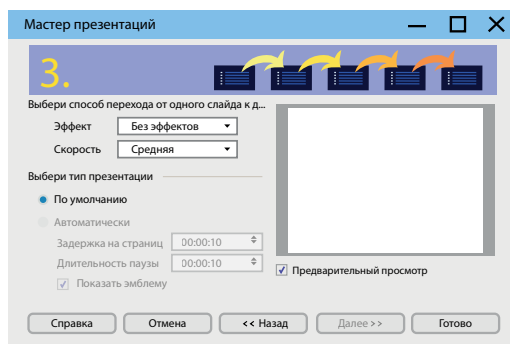 Мастер презентаций
3.
Выбери способ перехода от одного слайда к д...
Эффект Без эффектов
Скорость Средняя
Выбери тип презентации
По умолчанию
Автоматически
Задержка на страниц 00:00:10
Длительность паузы 00:00:10
Показать эмблему
Предварительный просмотр
Справка Отмена << Назад Далее >> Готово